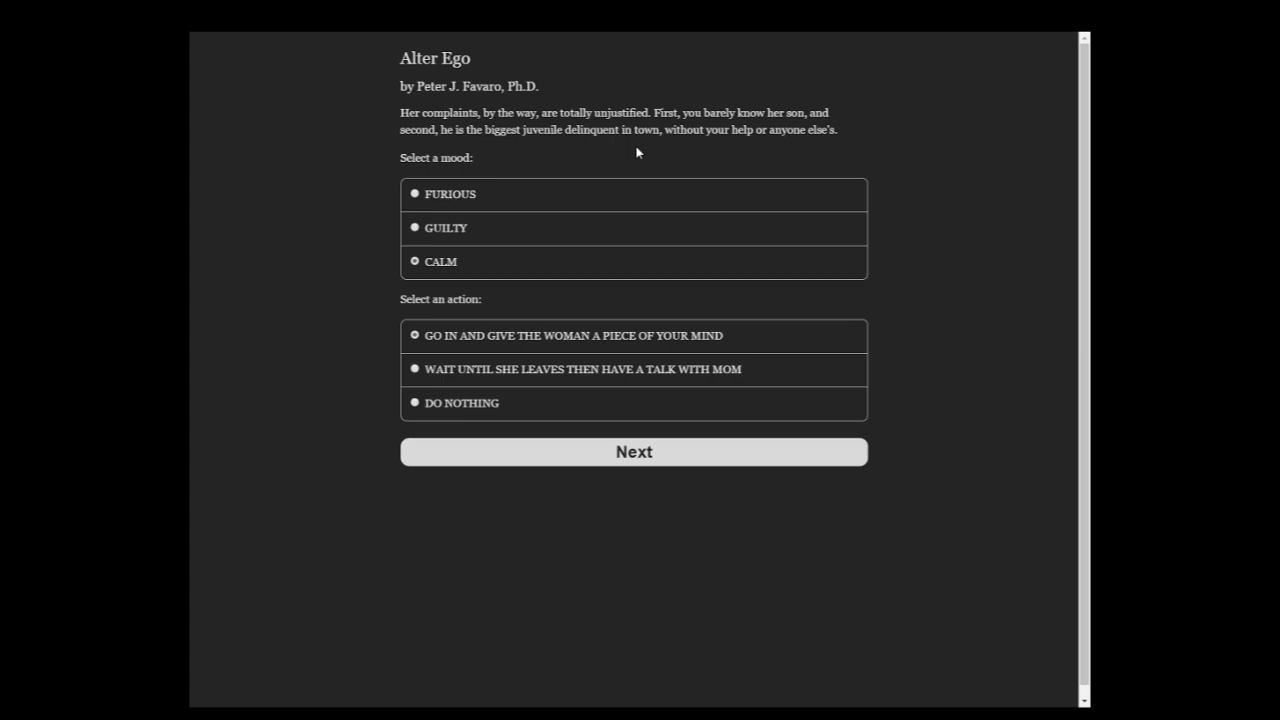 Alter Ego
by Peter J. Favaro, Ph.D.
Her complaints, by the way, are totally unjustified. First, you barely know her son, and
second, he is the biggest juvenile delinquent in town, without your help or anyone else's.
Select a mood:
FURIOUS
GUILTY
CALM
Select an action:
GO IN AND GIVE THE WOMAN A PIECE OF YOUR MIND
WAIT UNTIL SHE LEAVES THEN HAVE A TALK WITH MOM
DO NOTHING
Next